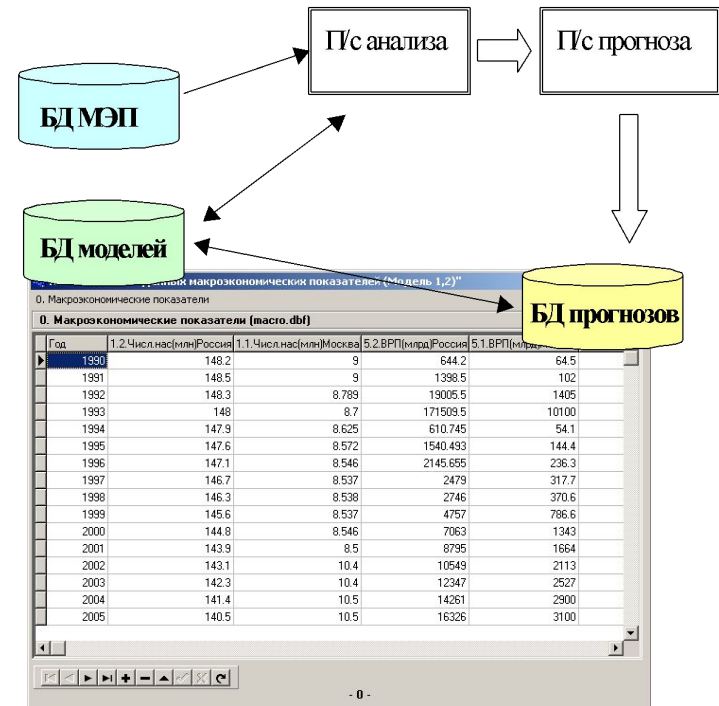 П/с анализа
П/с прогноза
БД МЭП
БД моделей
БД прогнозов
макроэкономических показателей (Модель 1,2)"
0. Макроэкономические показатели
0. Макроэкономические показатели (macro.dbf)
Год 1.2.Числ.нас(млн)Россия 1.1.Числ.нас(млн)Москва 5.2.ВРП(млрд)Россия 5.1.ВРП(млрд)
1990 148.2 9 644.2 64.5
1991 148.5 9 1398.5 102
1992 148.3 8.789 19005.5 1405
1993 148 8.7 171509.5 10100
1994 147.9 8.625 610.745 54.1
1995 147.6 8.572 1540.493 144.4
1996 147.1 8.546 2145.655 236.3
1997 146.7 8.537 2479 317.7
1998 146.3 8.538 2746 370.6
1999 145.6 8.537 4757 786.6
2000 144.8 8.546 7063 1343
2001 143.9 8.5 8795 1664
2002 143.1 10.4 10549 2113
2003 142.3 10.4 12347 2527
2004 141.4 10.5 14261 2900
2005 140.5 10.5 16326 3100
- 0 -